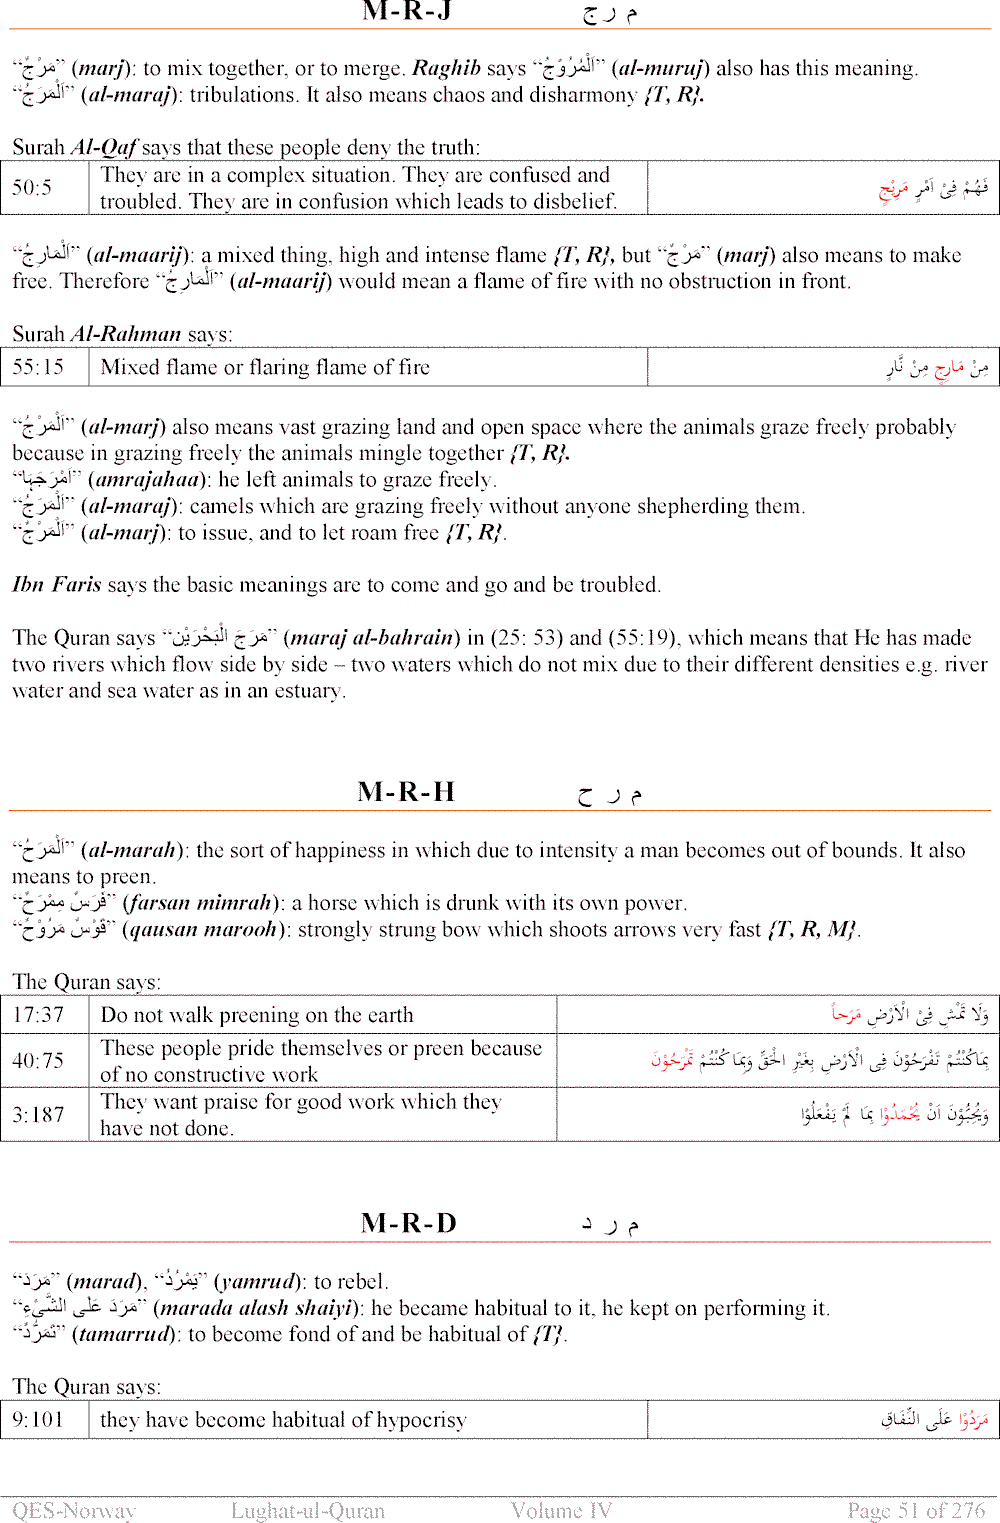 M-R-J م ر ج
“مَرْجٌ” (marj): to mix together, or to merge. Raghib says “اَلْمُرُوْجُ” (al-muruj) also has this meaning.
“اَلْمَرَجُ” (al-maraj): tribulations. It also means chaos and disharmony {T, R}.
Surah Al-Qaf says that these people deny the truth:
50:5 They are in a complex situation. They are confused and troubled. They are in confusion which leads to disbelief. فَهُمْ فِىْ اَمْرٍ مَرِيْجٍ
“اَلْمَارِجُ” (al-maarij): a mixed thing, high and intense flame {T, R}, but “مَرْجٌ” (marj) also means to make
free. Therefore “اَلْمَارِجُ” (al-maarij) would mean a flame of fire with no obstruction in front.
Surah Al-Rahman says:
55:15 Mixed flame or flaring flame of fire مِنْ مَارِجٍ مِنْ نَّارٍ
“اَلْمَرْجُ” (al-marj) also means vast grazing land and open space where the animals graze freely probably
because in grazing freely the animals mingle together {T, R}.
“اَمْرَجَہَا” (amrajahaa): he left animals to graze freely.
“اَلْمَرَجُ” (al-maraj): camels which are grazing freely without anyone shepherding them.
“اَلْمَرْجٌ” (al-marj): to issue, and to let roam free {T, R}.
Ibn Faris says the basic meanings are to come and go and be troubled.
The Quran says “مَرَجَ الْبَحْرَيْنِ” (maraj al-bahrain) in (25: 53) and (55:19), which means that He has made
two rivers which flow side by side – two waters which do not mix due to their different densities e.g. river
water and sea water as in an estuary.
M-R-H م ر ح
“اَلْمَرَحُ” (al-marah): the sort of happiness in which due to intensity a man becomes out of bounds. It also
means to preen.
“فَرَسٌ مِمْرَحٌ” (farsan mimrah): a horse which is drunk with its own power.
“قَوْسٌ مَرُوْحٌ” (qausan marooh): strongly strung bow which shoots arrows very fast {T, R, M}.
The Quran says:
17:37 Do not walk preening on the earth وَلَا تَمْشِ فِىْ الْاَرْضِ مَرَحاً
40:75 These people pride themselves or preen because of no constructive work بِمَاكُنْتُمْ تَفْرَحُوْنَ فِى الْاَرْضِ بِغَيْرِ الْحَقِّ وَبِمَا كُنْتُمْ تَمْرَحُوْنَ
3:187 They want praise for good work which they have not done. وَيُحِبُّوْنَ اَنْ يُحْمَدُوْا بِمَا لَمْ يَفْعَلُوْا
M-R-D م ر د
“مَرَدَ” (marad), “يَمْرُدُ” (yamrud): to rebel.
“مَرَدَ عَلَى الشَّىْءِ” (marada alash shaiyi): he became habitual to it, he kept on performing it.
“تَمَرُّدٌ” (tamarrud): to become fond of and be habitual of {T}.
The Quran says:
9:101 they have become habitual of hypocrisy مَرَدُوْا عَلَى النِّفَاقِ
QES-Norway Lughat-ul-Quran Volume IV Page 51 of 276